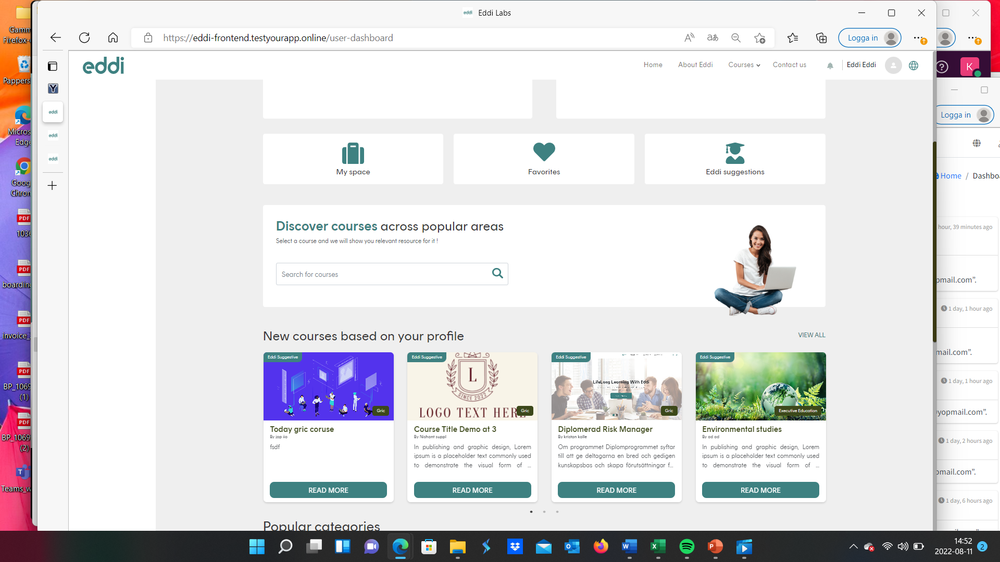 eddi Eddi Labs
https://eddi-frontend.testyourapp.online/user-dashboard
Logga in
eddi
Home
About Eddi
Courses
Contact us
Eddi Eddi
My space
Favorites
Eddi suggestions
Discover courses across popular areas
Select a course and we will show you relevant resource for it !
Search for courses
New courses based on your profile
VIEW ALL
Eddi Suggestive
Gric
Today gric coruse
By jap iio
fsdf
READ MORE
Eddi Suggestive
L
SINCE 2022
LOGO TEXT HERE
Gric
Course Title Demo at 3
By Nishant suppl
In publishing and graphic design, Lorem
ipsum is a placeholder text commonly used
to demonstrate the visual form of ...
READ MORE
Eddi Suggestive
LifeLong Learning With Eddi
Gric
Diplomerad Risk Manager
By kristan kalle
Om programmet Diplomprogrammet syftar
till att ge deltagarna en bred och gedigen
kunskapsbas och skapa förutsättningar f...
READ MORE
Eddi Suggestive
Executive Education
Environmental studies
By ad ad
In publishing and graphic design, Lorem
ipsum is a placeholder text commonly used
to demonstrate the visual form of ...
READ MORE
Popular categories
Y
eddi
eddi
eddi
Gamm
Firefox-
Pappers
Micros
Edge
Goog
Chron
PDF
1036
PDF
boarding
PDF
invoice_
PDF
BP_1069
(1)
PDF
BP_1069
(2)
T
Teams_w
K
Logga in
Home / Dashboa
hour, 39 minutes ago
opmail.com”.
1 day, 1 hour ago
mail.com”.
1 day, 1 hour ago
yopmail.com”.
1 day, 2 hours ago
opmail.com”.
1 day, 6 hours ago
14:52
2022-08-11
2